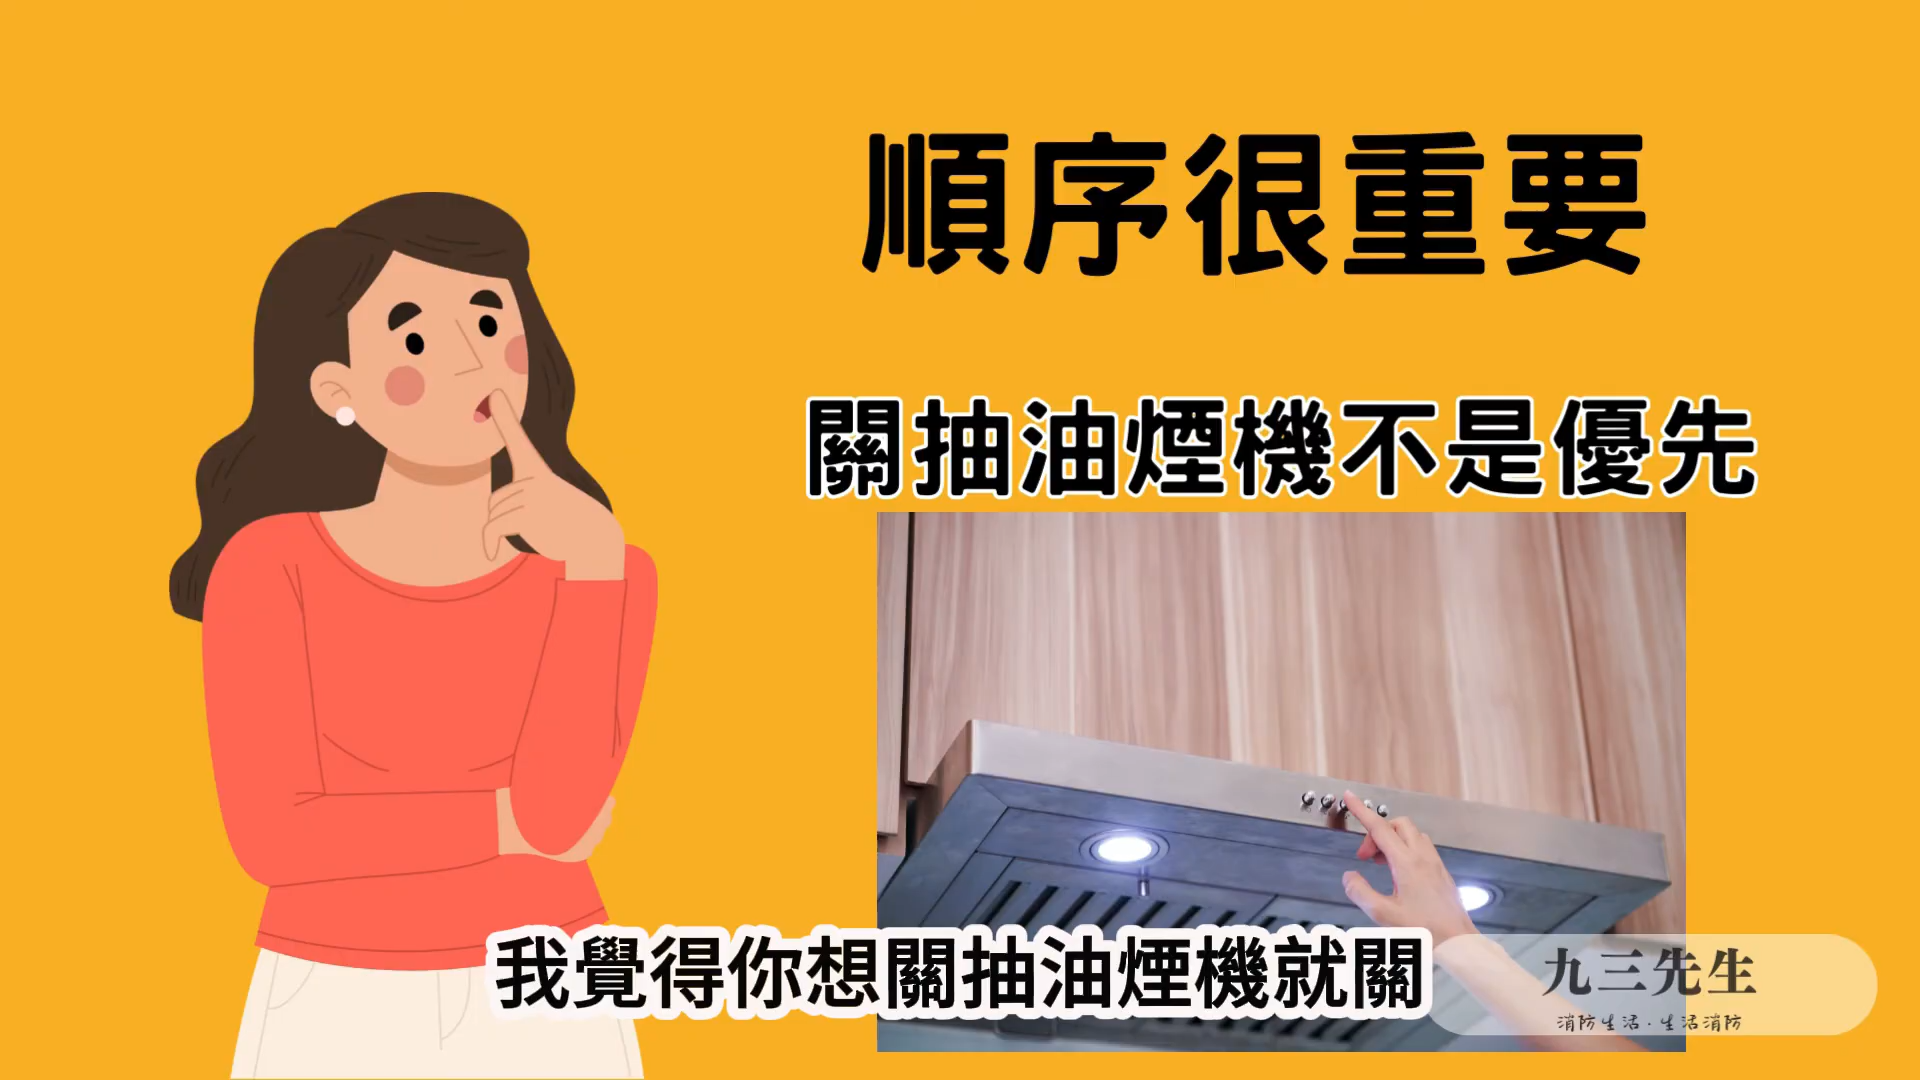 順序很重要
關抽油煙機不是優先
我覺得你想關抽油煙機就關
九三先生
消防生活·生活消防